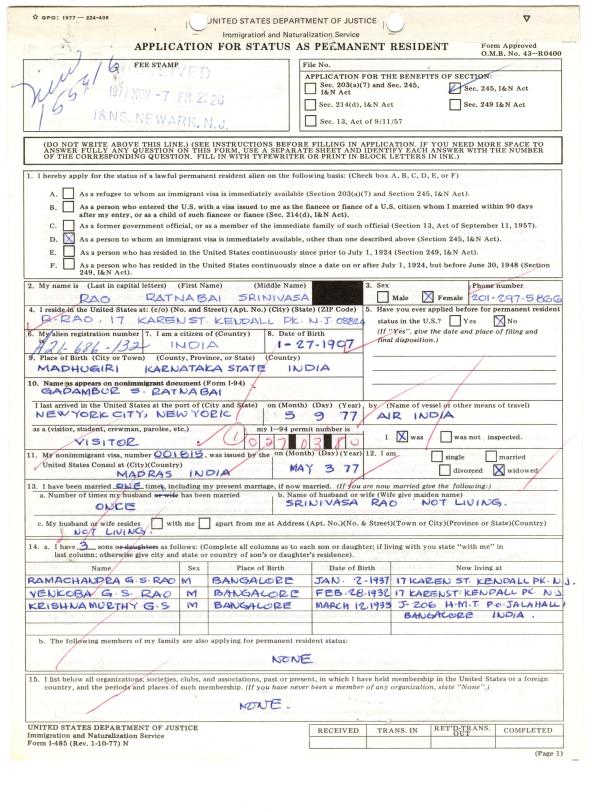 ☆ GPO: 1977 — 224-406
UNITED STATES DEPARTMENT OF JUSTICE
Immigration and Naturalization Service
APPLICATION FOR STATUS AS PERMANENT RESIDENT
Form Approved
O.M.B. No. 43—R0400
FEE STAMP
RECEIVED
1977 NOV -7 PM 2:20
I&NS, NEWARK, N.J.
File No.
APPLICATION FOR THE BENEFITS OF SECTION:
Sec. 203(a)(7) and Sec. 245, I&N Act
Sec. 245, I&N Act
Sec. 214(d), I&N Act
Sec. 249 I&N Act
Sec. 13, Act of 9/11/57
(DO NOT WRITE ABOVE THIS LINE.) (SEE INSTRUCTIONS BEFORE FILLING IN APPLICATION. IF YOU NEED MORE SPACE TO
ANSWER FULLY ANY QUESTION ON THIS FORM, USE A SEPARATE SHEET AND IDENTIFY EACH ANSWER WITH THE NUMBER
OF THE CORRESPONDING QUESTION. FILL IN WITH TYPEWRITER OR PRINT IN BLOCK LETTERS IN INK.)
1. I hereby apply for the status of a lawful permanent resident alien on the following basis: (Check box A, B, C, D, E, or F)
A. As a refugee to whom an immigrant visa is immediately available (Section 203(a)(7) and Section 245, I&N Act).
B. As a person who entered the U.S. with a visa issued to me as the fiancee or fiance of a U.S. citizen whom I married within 90 days
after my entry, or as a child of such fiancee or fiance (Sec. 214(d), I&N Act).
C. As a former government official, or as a member of the immediate family of such official (Section 13, Act of September 11, 1957).
D. X As a person to whom an immigrant visa is immediately available, other than one described above (Section 245, I&N Act).
E. As a person who has resided in the United States continuously since prior to July 1, 1924 (Section 249, I&N Act).
F. As a person who has resided in the United States continuously since a date on or after July 1, 1924, but before June 30, 1948 (Section
249, I&N Act).
2. My name is (Last in capital letters) (First Name) (Middle Name)
RAO RATNABAI SRINIVASA
3. Sex
Male X Female
Phone number
201-297-5866
4. I reside in the United States at: (c/o) (No. and Street) (Apt. No.) (City) (State) (ZIP Code)
R.RAO, 17 KAREN ST. KENDALL PK. N.J. 08824
5. Have you ever applied before for permanent resident
status in the U.S.? Yes X No
(If "Yes", give the date and place of filing and
final disposition.)
6. My alien registration number
A21-686-132
7. I am a citizen of (Country)
INDIA
8. Date of Birth
1-27-1907
9. Place of Birth (City or Town) (County, Province, or State) (Country)
MADHUGIRI KARNATAKA STATE INDIA
10. Name as appears on nonimmigrant document (Form I-94)
GADAMBUR S. RATNABAI
I last arrived in the United States at the port of (City and State)
NEW YORK CITY, NEW YORK
on (Month) (Day) (Year)
5 9 77
by (Name of vessel or other means of travel)
AIR INDIA
as a (visitor, student, crewman, parolee, etc.)
VISITOR
my I—94 permit number is
I X was was not inspected.
11. My nonimmigrant visa, number 001815, was issued by the
United States Consul at (City)(Country)
MADRAS INDIA
on (Month) (Day) (Year)
MAY 3 77
12. I am
single married
divorced X widowed
13. I have been married ONE times, including my present marriage, if now married. (If you are now married give the following:)
a. Number of times my husband or wife has been married
ONCE
b. Name of husband or wife (Wife give maiden name)
SRINIVASA RAO NOT LIVING.
c. My husband or wife resides with me apart from me at Address (Apt. No.)(No. & Street)(Town or City)(Province or State)(Country)
NOT LIVING.
14. a. I have 3 sons or daughters as follows: (Complete all columns as to each son or daughter; if living with you state "with me" in
last column; otherwise give city and state or country of son's or daughter's residence).
Name Sex Place of Birth Date of Birth Now living at
RAMACHANDRA G.S. RAO M BANGALORE JAN. 2-1937 17 KAREN ST. KENDALL PK. N.J.
VENKOBA G.S. RAO M BANGALORE FEB.28.1932 17 KAREN ST. KENDALL PK. N.J
KRISHNAMURTHY G.S M BANGALORE MARCH 12.1935 J-206 H.M.T P.O. JALAHALLI
BANGALORE INDIA.
b. The following members of my family are also applying for permanent resident status:
NONE
15. I list below all organizations, societies, clubs, and associations, past or present, in which I have held membership in the United States or a foreign
country, and the periods and places of such membership. (If you have never been a member of any organization, state "None".)
NONE.
UNITED STATES DEPARTMENT OF JUSTICE
Immigration and Naturalization Service
Form I-485 (Rev. 1-10-77) N
RECEIVED TRANS. IN RET'D-TRANS. OUT COMPLETED
(Page 1)